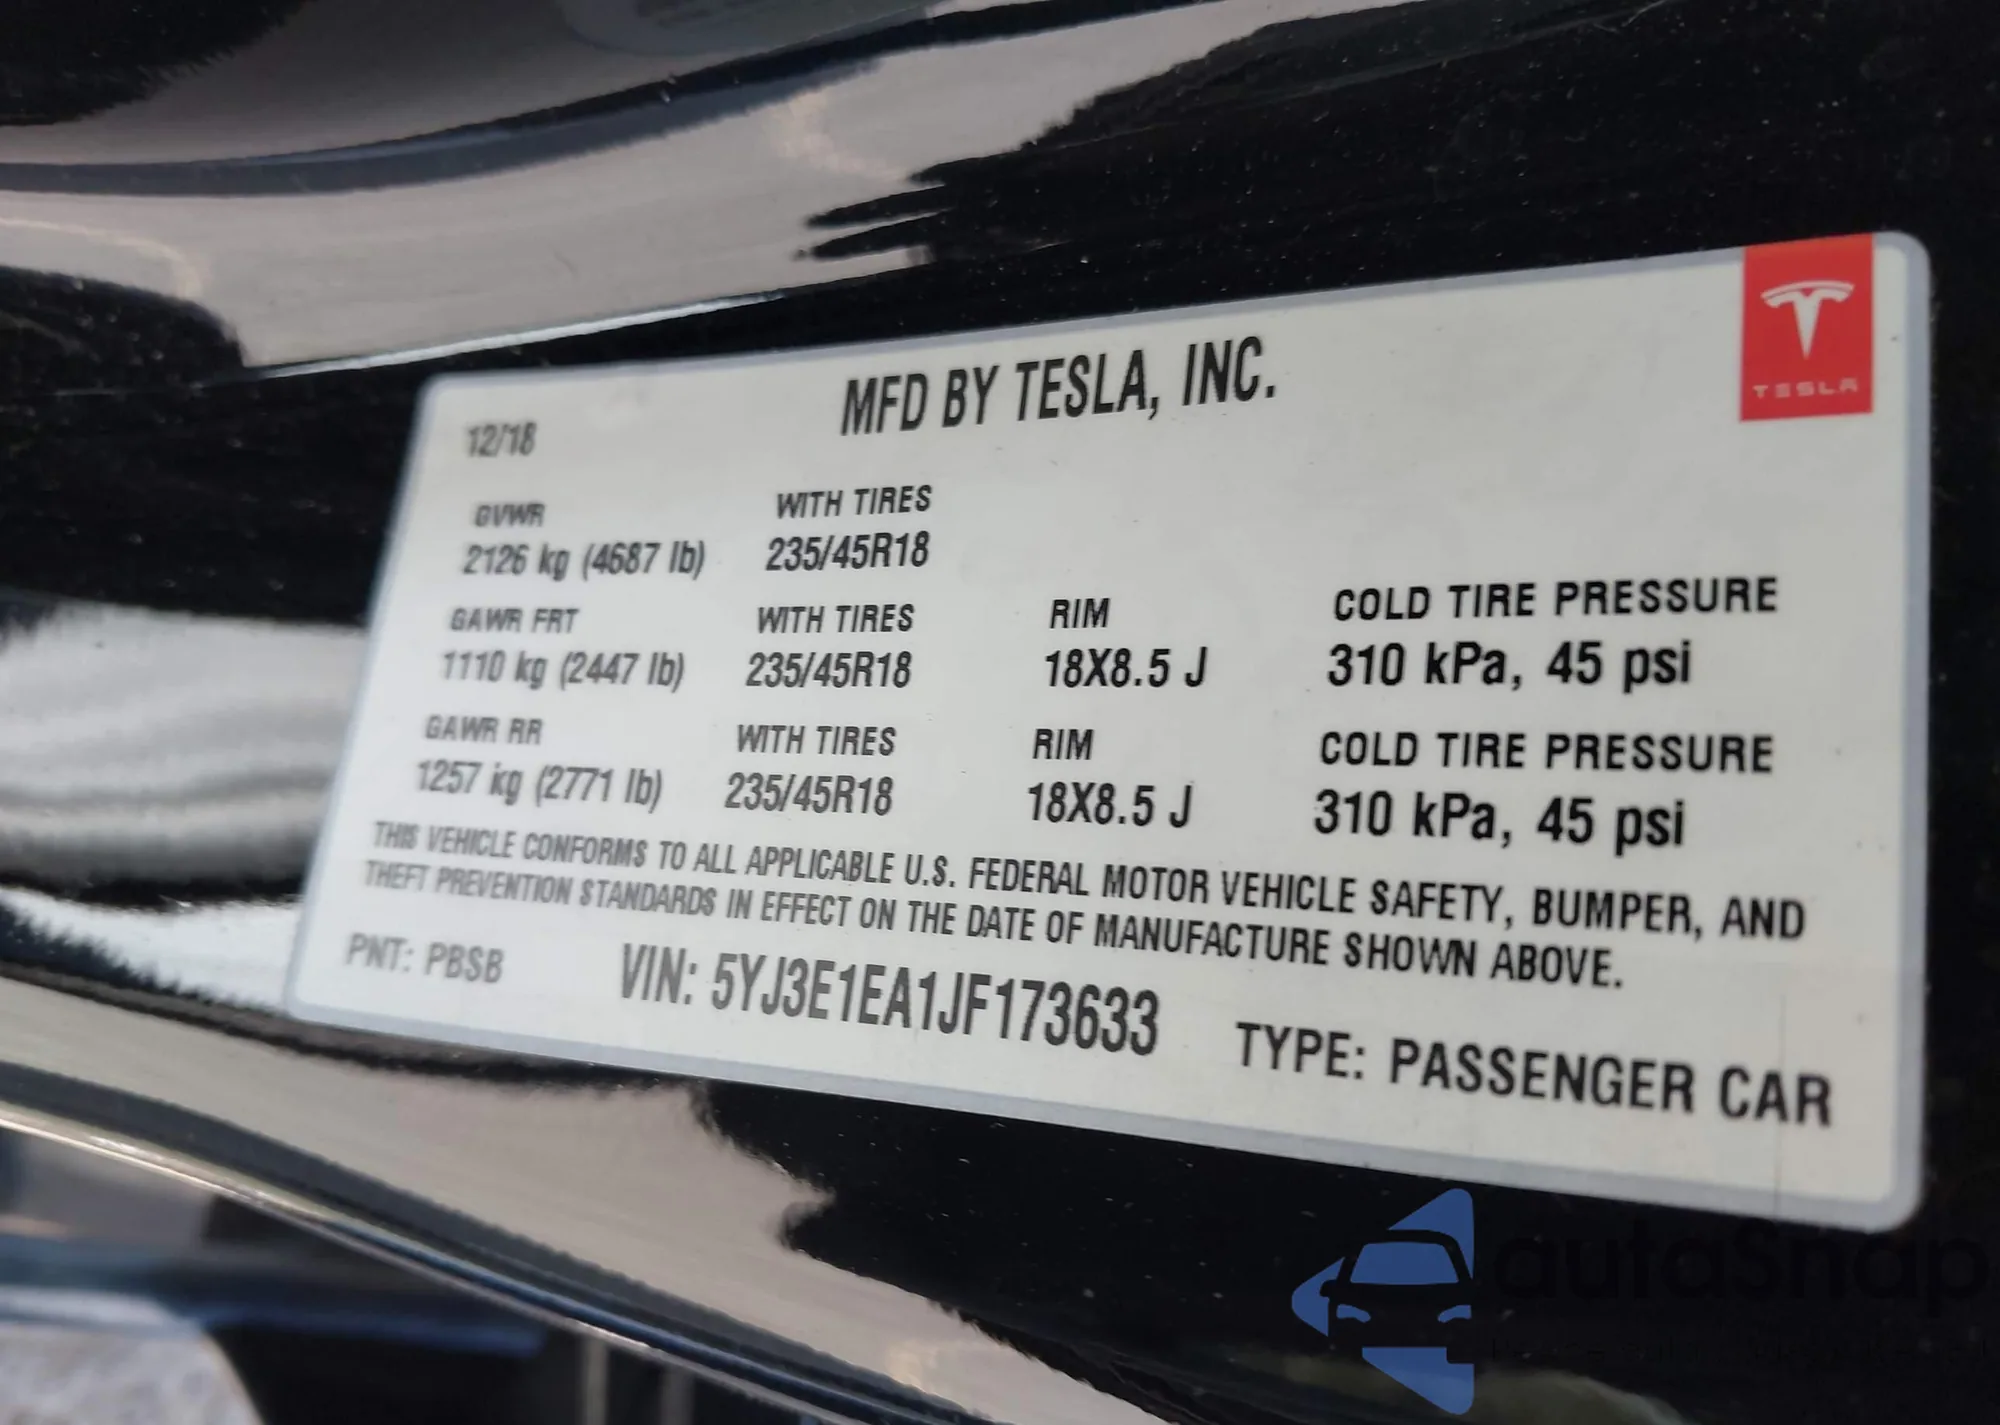 MFD BY TESLA, INC.
TESLA
12/18
GVWR WITH TIRES
2126 kg (4687 lb) 235/45R18
GAWR FRT WITH TIRES RIM COLD TIRE PRESSURE
1110 kg (2447 lb) 235/45R18 18X8.5 J 310 kPa, 45 psi
GAWR RR WITH TIRES RIM COLD TIRE PRESSURE
1257 kg (2771 lb) 235/45R18 18X8.5 J 310 kPa, 45 psi
THIS VEHICLE CONFORMS TO ALL APPLICABLE U.S. FEDERAL MOTOR VEHICLE SAFETY, BUMPER, AND
THEFT PREVENTION STANDARDS IN EFFECT ON THE DATE OF MANUFACTURE SHOWN ABOVE.
PNT: PBSB VIN: 5YJ3E1EA1JF173633 TYPE: PASSENGER CAR
autaSnap